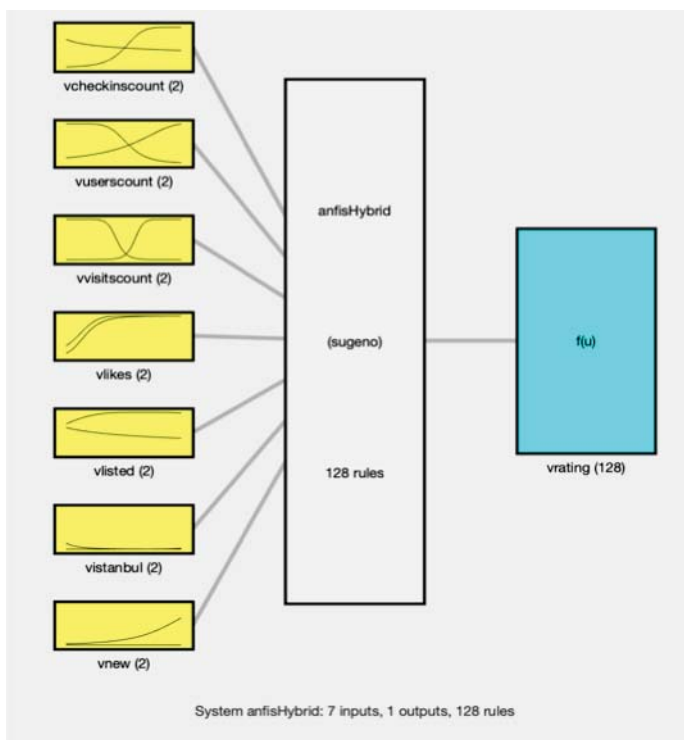 vcheckinscount (2)
vuserscount (2)
vvisitscount (2)
vlikes (2)
vlisted (2)
vistanbul (2)
vnew (2)
anfisHybrid
(sugeno)
128 rules
f(u)
vrating (128)
System anfisHybrid: 7 inputs, 1 outputs, 128 rules